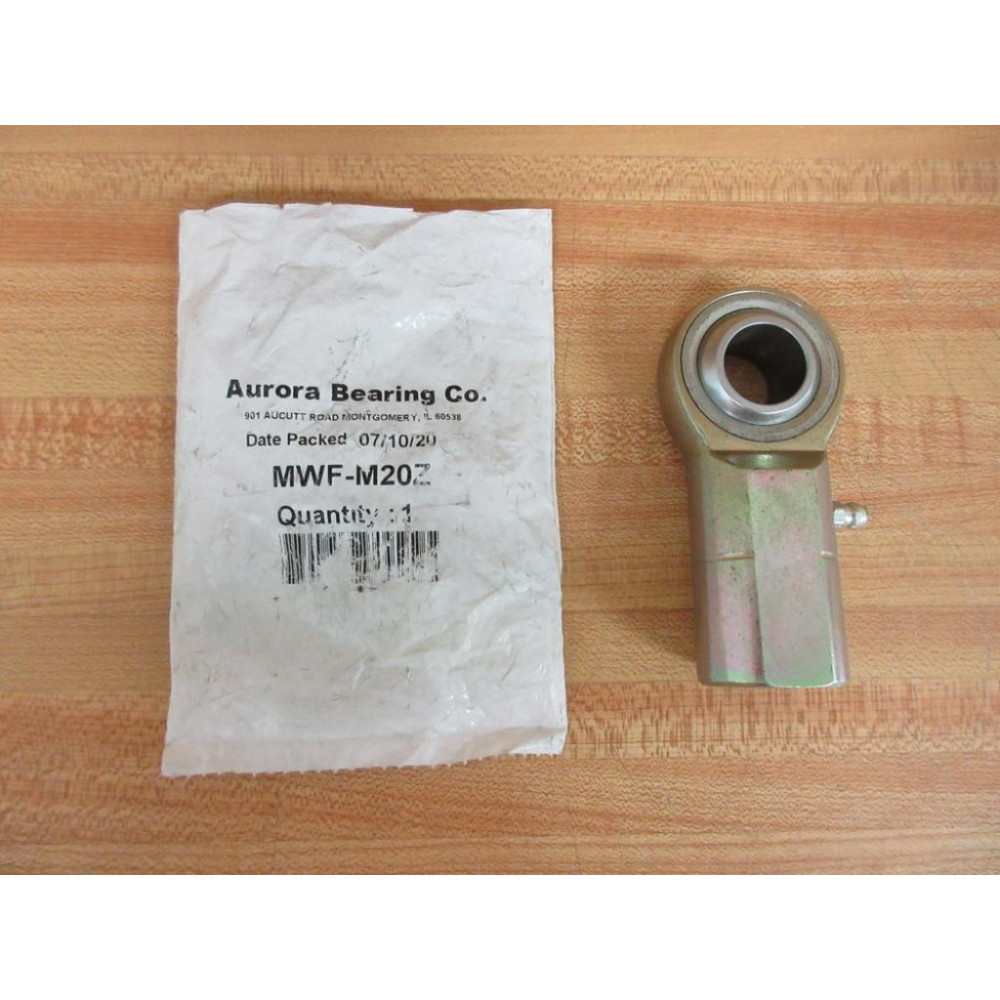 Aurora Bearing Co.
901 AUCUTT ROAD MONTGOMERY, IL 60538
Date Packed 07/10/20
MWF-M20Z
Quantity : 1